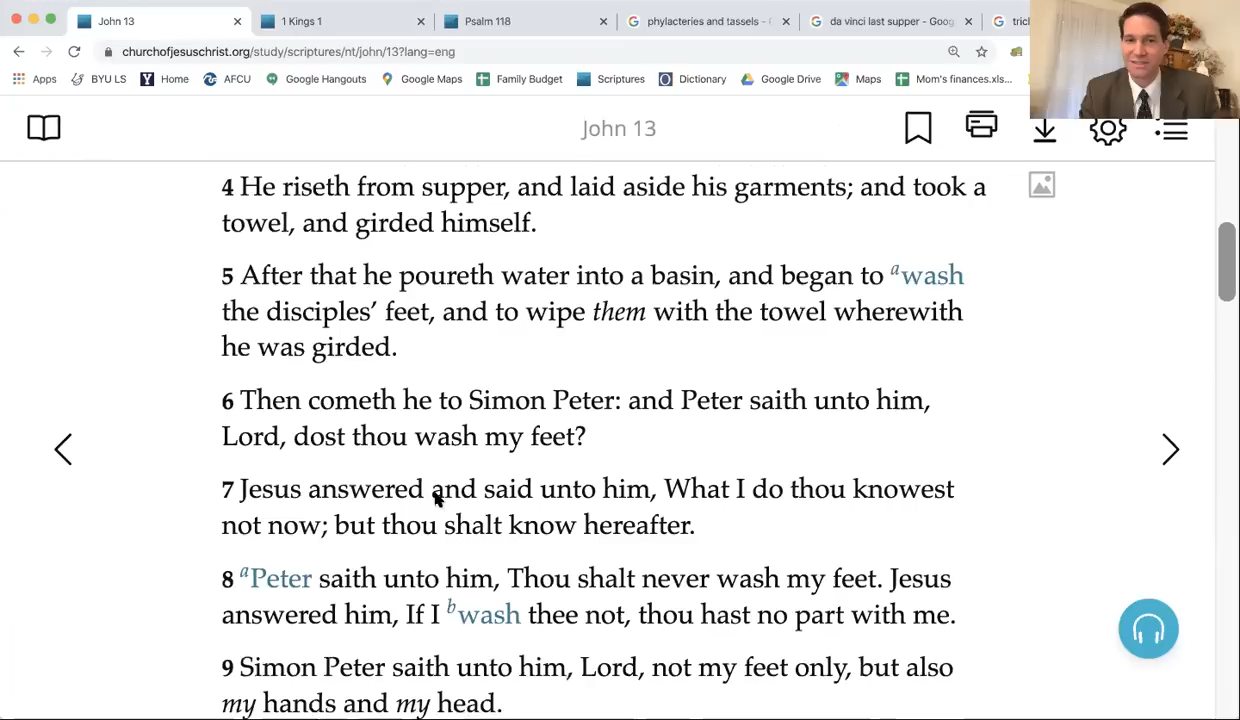 John 13
1 Kings 1
Psalm 118
phylacteries and tassels - G
da vinci last supper - Goog
tricl
churchofjesuschrist.org/study/scriptures/nt/john/13?lang=eng
Apps BYU LS Home AFCU Google Hangouts Google Maps Family Budget Scriptures Dictionary Google Drive Maps Mom's finances.xls...
John 13
4 He riseth from supper, and laid aside his garments; and took a
towel, and girded himself.
5 After that he poureth water into a basin, and began to a wash
the disciples’ feet, and to wipe them with the towel wherewith
he was girded.
6 Then cometh he to Simon Peter: and Peter saith unto him,
Lord, dost thou wash my feet?
7 Jesus answered and said unto him, What I do thou knowest
not now; but thou shalt know hereafter.
8 a Peter saith unto him, Thou shalt never wash my feet. Jesus
answered him, If I b wash thee not, thou hast no part with me.
9 Simon Peter saith unto him, Lord, not my feet only, but also
my hands and my head.